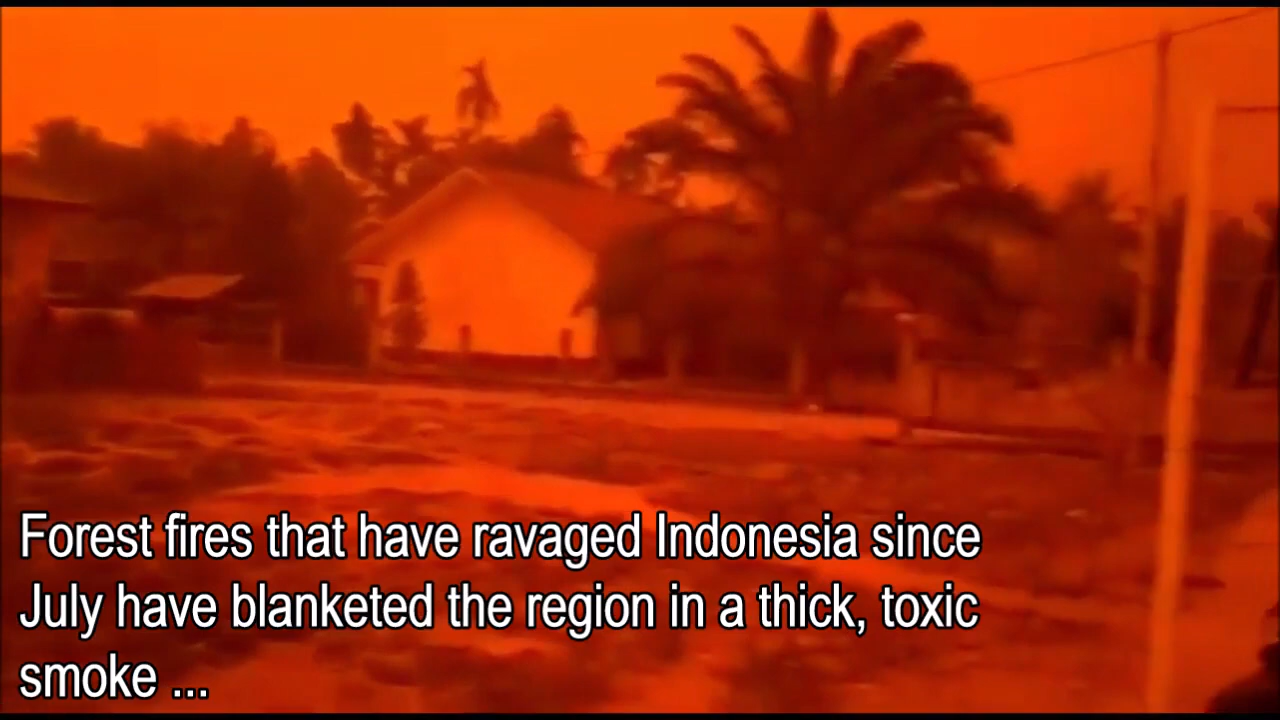 Forest fires that have ravaged Indonesia since
July have blanketed the region in a thick, toxic
smoke ...